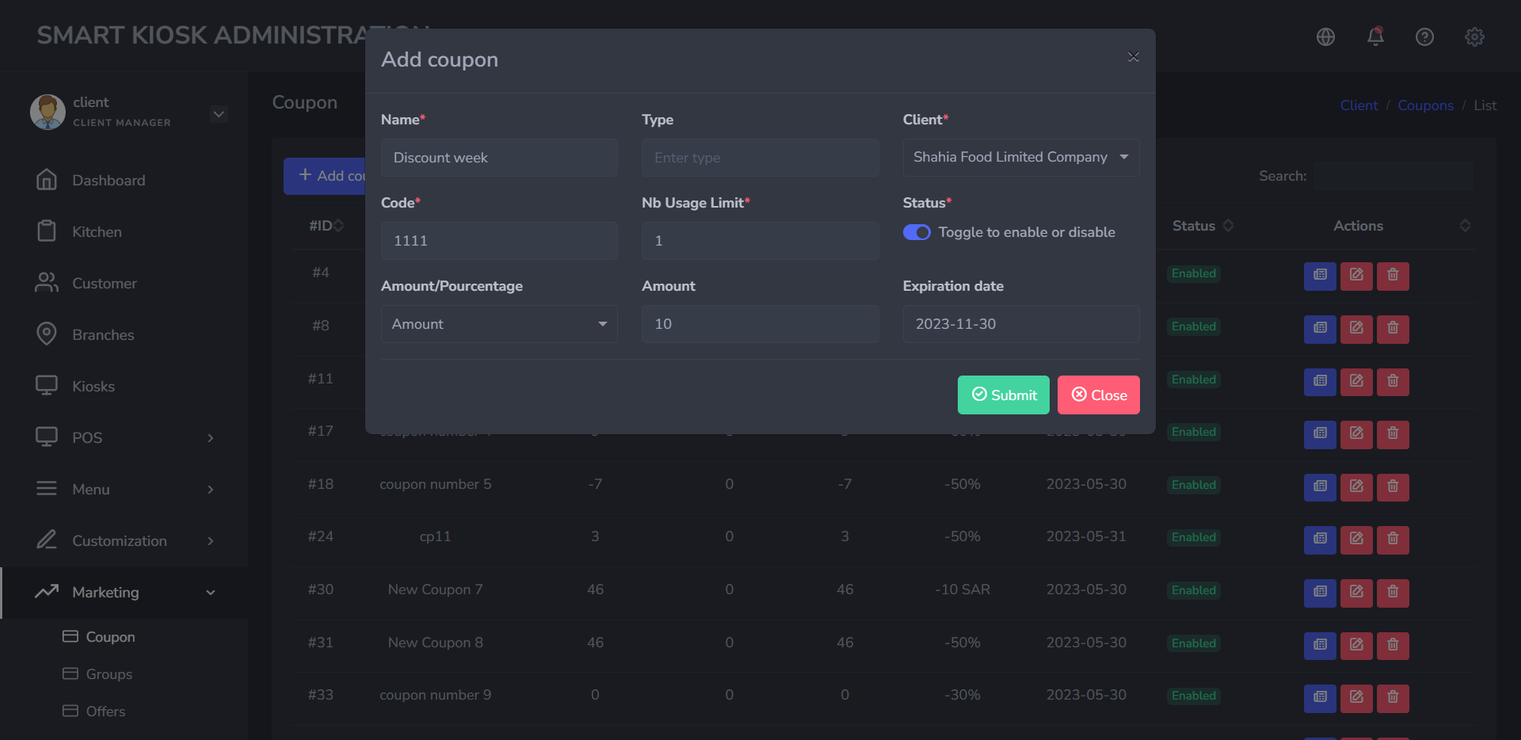 SMART KIOSK ADMINISTRATION
client
CLIENT MANAGER
Dashboard
Kitchen
Customer
Branches
Kiosks
POS
Menu
Customization
Marketing
Coupon
Groups
Offers
Coupon
Client / Coupons / List
Add coupon
×
Name* Type Client*
Discount week Enter type Shahia Food Limited Company
Code* Nb Usage Limit* Status*
1111 1 Toggle to enable or disable
Amount/Pourcentage Amount Expiration date
Amount 10 2023-11-30
Submit Close
+ Add cou
Search:
#ID Status Actions
#4 Enabled
#8 Enabled
#11 Enabled
#17 Enabled
#18 coupon number 5 -7 0 -7 -50% 2023-05-30 Enabled
#24 cp11 3 0 3 -50% 2023-05-31 Enabled
#30 New Coupon 7 46 0 46 -10 SAR 2023-05-30 Enabled
#31 New Coupon 8 46 0 46 -50% 2023-05-30 Enabled
#33 coupon number 9 0 0 0 -30% 2023-05-30 Enabled